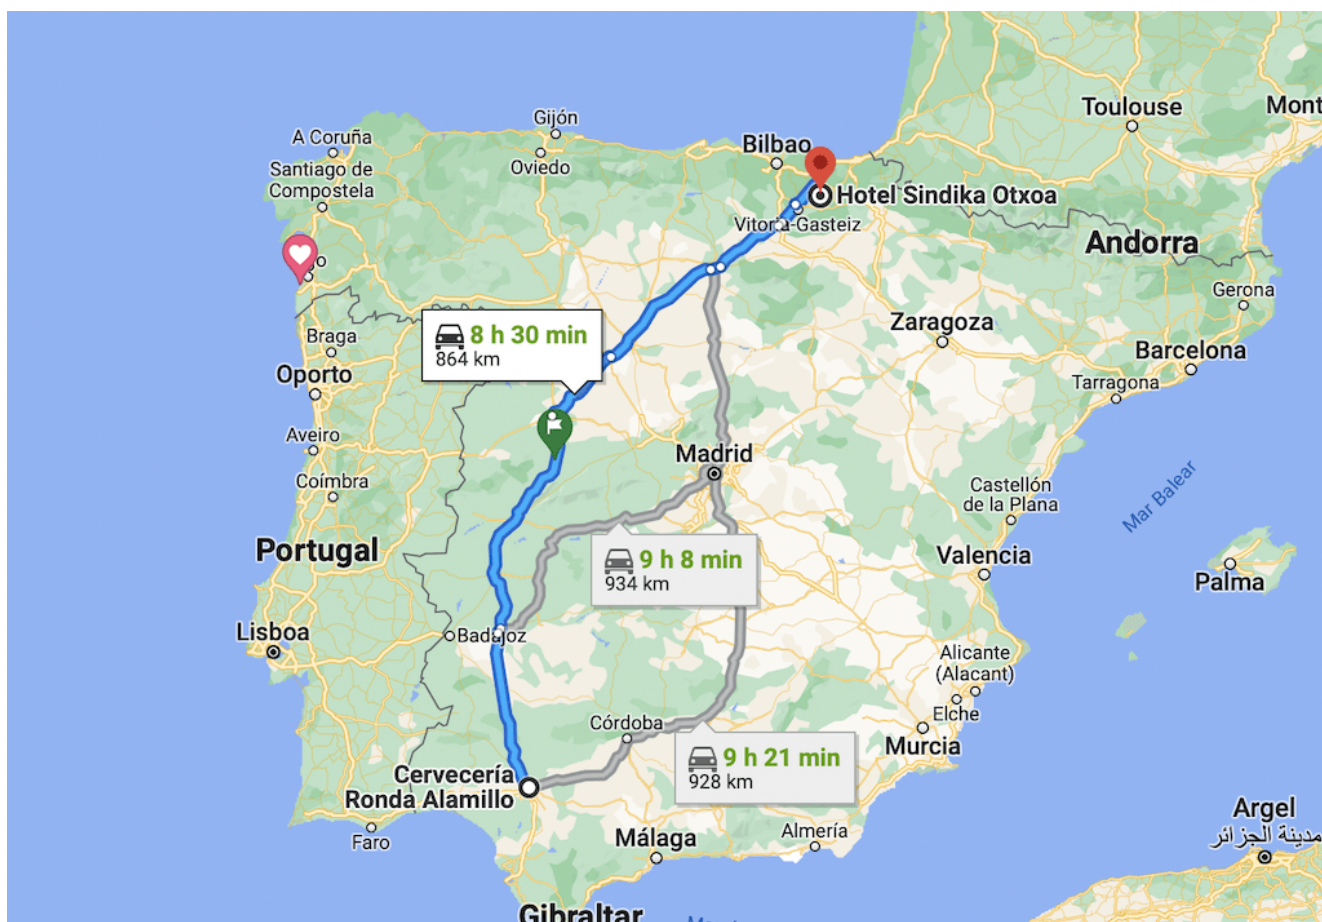 Toulouse
Mont
Gijón
A Coruña
Oviedo
Bilbao
Santiago de
Compostela
Hotel Sindika Otxoa
Vitoria-Gasteiz
Andorra
Gerona
8 h 30 min
864 km
Zaragoza
Braga
Barcelona
Oporto
Tarragona
Aveiro
Madrid
Coímbra
Castellón
de la Plana
Mar Balear
Portugal
9 h 8 min
934 km
Valencia
Palma
Lisboa
Badajoz
Alicante
(Alacant)
Elche
Córdoba
Murcia
9 h 21 min
928 km
Cervecería
Ronda Alamillo
Argel
مدينة الجزائر
Faro
Málaga
Almería
Gibraltar